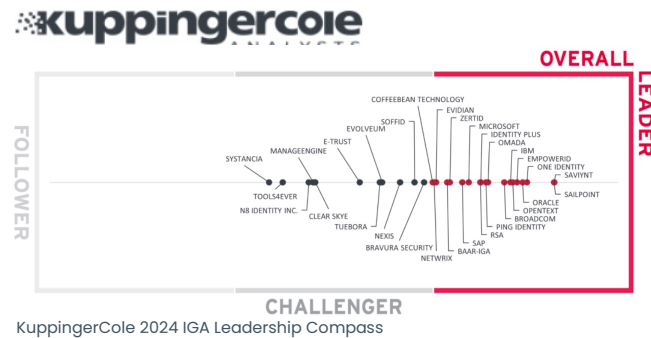 kuppingercole
ANALYSTS
OVERALL
LEADER
FOLLOWER
COFFEEBEAN TECHNOLOGY
EVIDIAN
SOFFID
ZERTID
EVOLVEUM
MICROSOFT
E-TRUST
IDENTITY PLUS
MANAGEENGINE
OMADA
IBM
SYSTANCIA
EMPOWERID
ONE IDENTITY
SAVIYNT
TOOLS4EVER
SAILPOINT
N8 IDENTITY INC.
ORACLE
CLEAR SKYE
OPENTEXT
BROADCOM
TUEBORA
PING IDENTITY
NEXIS
RSA
BRAVURA SECURITY
SAP
BAAR-IGA
NETWRIX
CHALLENGER
KuppingerCole 2024 IGA Leadership Compass